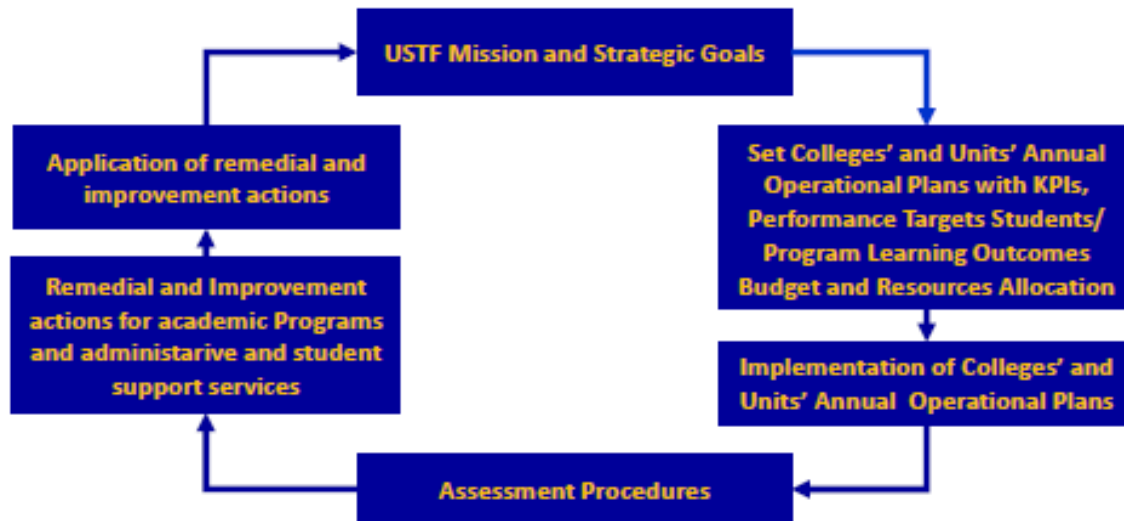 USTF Mission and Strategic Goals
Set Colleges’ and Units’ Annual
Operational Plans with KPIs,
Performance Targets Students/
Program Learning Outcomes
Budget and Resources Allocation
Implementation of Colleges’ and
Units’ Annual Operational Plans
Assessment Procedures
Remedial and Improvement
actions for academic Programs
and administarive and student
support services
Application of remedial and
improvement actions